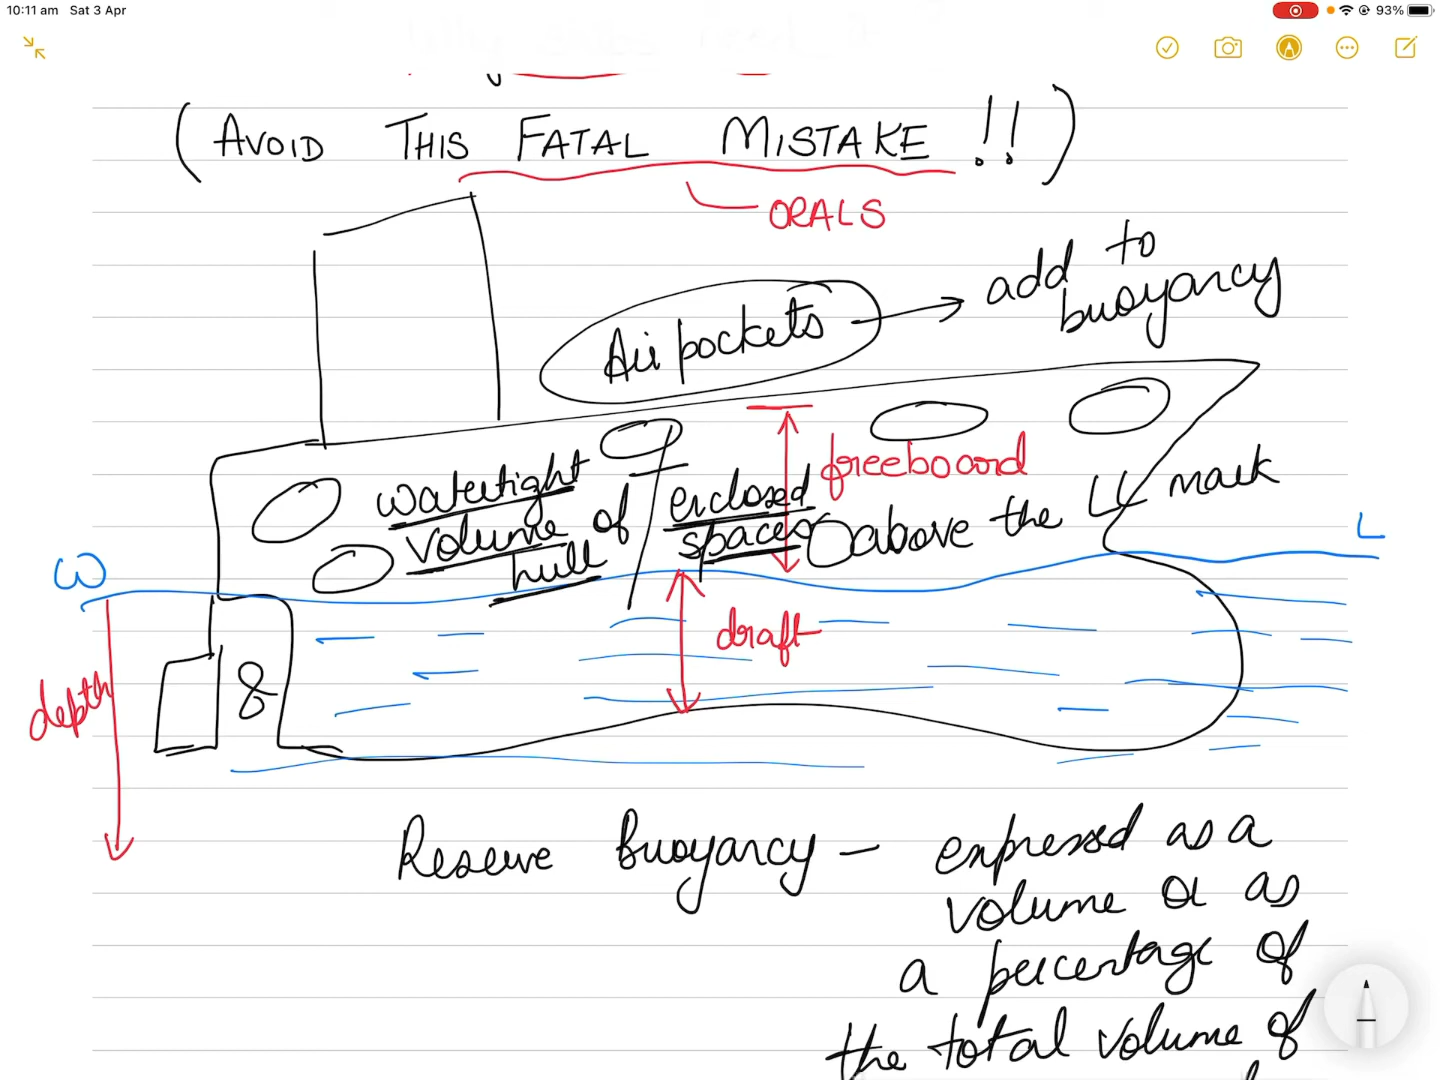 10:11 am Sat 3 Apr
93%
(AVOID THIS FATAL MISTAKE !!)
ORALS
Air pockets → add to
buoyancy
freeboard
watertight
volume of
hull
enclosed
spaces above the LL mark
W
L
draft
depth
Reserve Buoyancy – expressed as a
volume or as
a percentage of
the total volume of